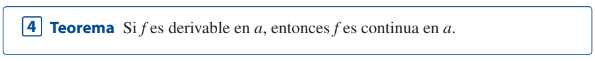 4 Teorema Si f es derivable en a, entonces f es continua en a.